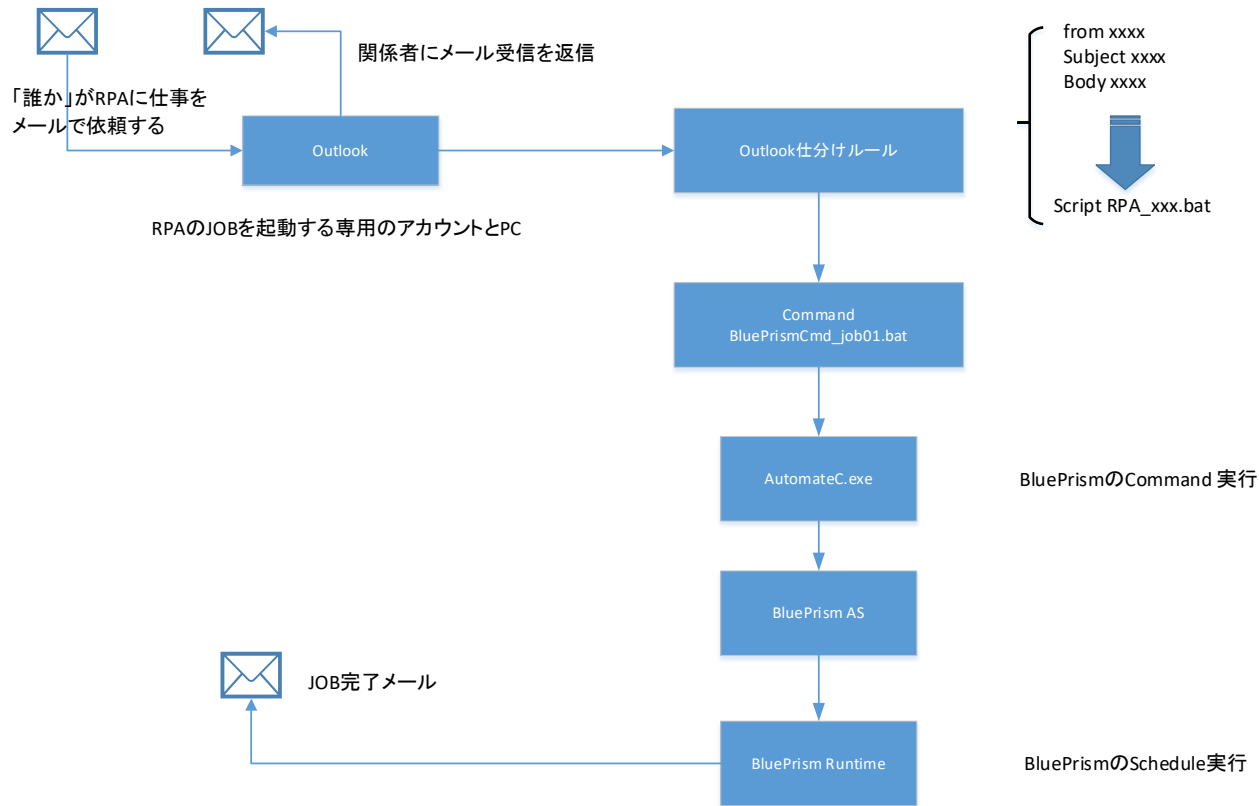 関係者にメール受信を返信
「誰か」がRPAに仕事を
メールで依頼する
Outlook
RPAのJOBを起動する専用のアカウントとPC
Outlook仕分けルール
from xxxx
Subject xxxx
Body xxxx
Script RPA_xxx.bat
Command
BluePrismCmd_job01.bat
AutomateC.exe
BluePrismのCommand 実行
BluePrism AS
JOB完了メール
BluePrism Runtime
BluePrismのSchedule実行